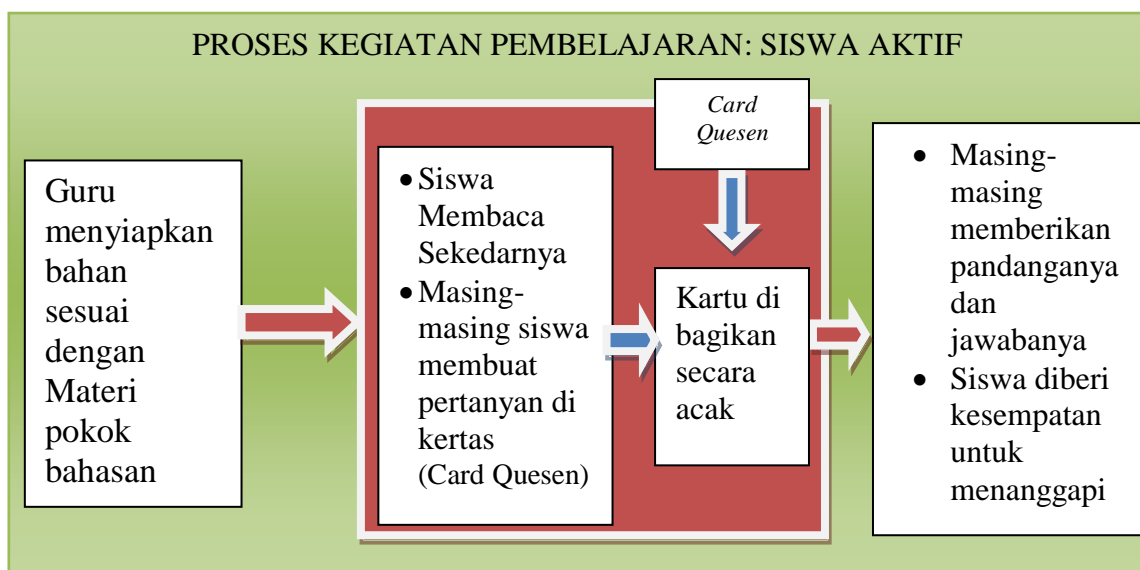 PROSES KEGIATAN PEMBELAJARAN: SISWA AKTIF
Guru
menyiapkan
bahan
sesuai
dengan
Materi
pokok
bahasan
• Siswa
Membaca
Sekedarnya
• Masing-
masing siswa
membuat
pertanyan di
kertas
(Card Quesen)
Card
Quesen
Kartu di
bagikan
secara
acak
• Masing-
masing
memberikan
pandanganya
dan
jawabanya
• Siswa diberi
kesempatan
untuk
menanggapi